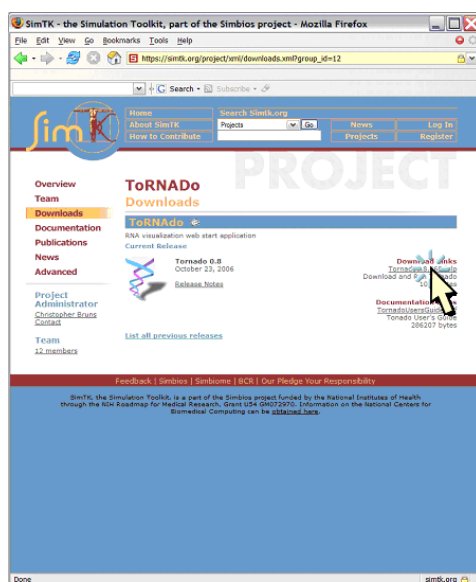 SimTK - the Simulation Toolkit, part of the Simbios project - Mozilla Firefox
File Edit View Go Bookmarks Tools Help
https://simtk.org/project/xml/downloads.xml?group_id=12
Search Subscribe
SimTK
Home
About SimTK
How to Contribute
Search Simtk.org
Projects Go
News Log In
Projects Register
PROJECT
Overview
Team
Downloads
Documentation
Publications
News
Advanced
Project
Administrator
Christopher Bruns
Contact
Team
12 members
ToRNADo
Downloads
ToRNAdo
RNA visualization web start application
Current Release
Tornado 0.8
October 23, 2006
Release Notes
Download Links
Download and
Documentation
Tornado User's Guide
286207 bytes
List all previous releases
Feedback | Simbios | Simbiome | BCR | Our Pledge Your Responsibility
SimTK, the Simulation Toolkit, is a part of the Simbios project funded by the National Institutes of Health
through the NIH Roadmap for Medical Research, Grant U54 GM072970. Information on the National Centers for
Biomedical Computing can be obtained here.
Done simtk.org